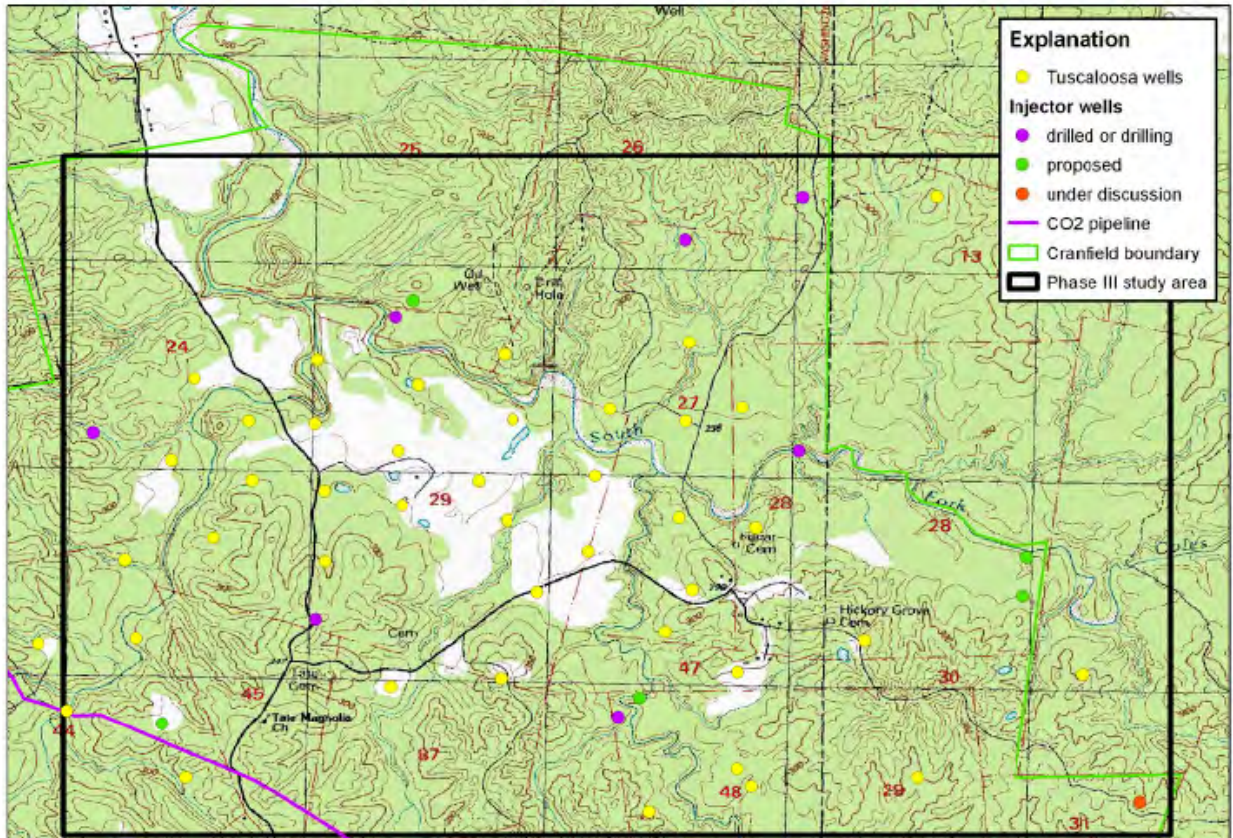 Well
Explanation
Tuscaloosa wells
Injector wells
drilled or drilling
proposed
under discussion
CO2 pipeline
Cranfield boundary
Phase III study area
26
13
Oil
Well
Hole
24
27
South
29
28
Fork
28
Coles
Cem
Hickory Grove
Cem
Cem
47
30
45
Tate Magnolia
Ch
44
87
48
29
31